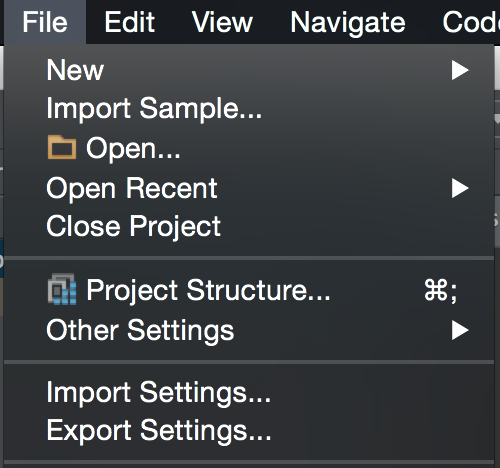 File Edit View Navigate Code
New
Import Sample...
Open...
Open Recent
Close Project
Project Structure... ⌘;
Other Settings
Import Settings...
Export Settings...